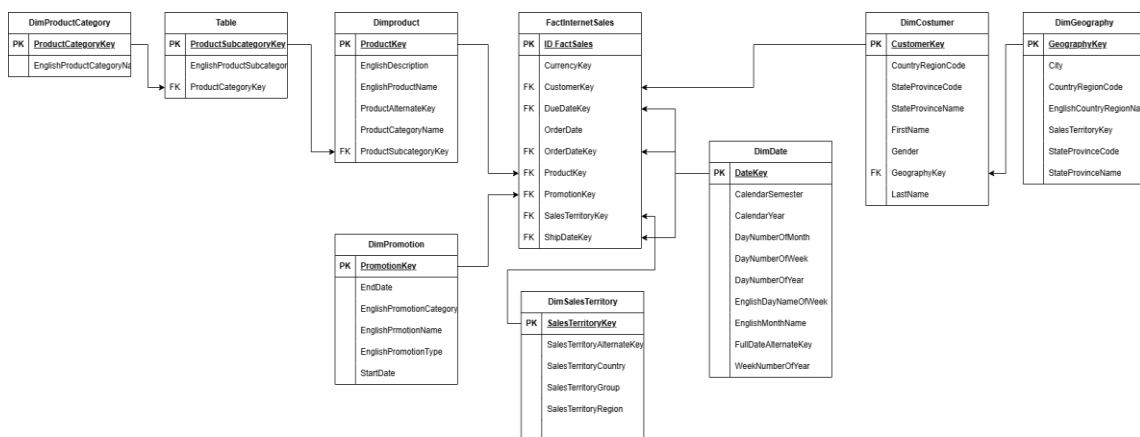 DimProductCategory
PK ProductCategoryKey
EnglishProductCategoryNa
Table
PK ProductSubcategoryKey
EnglishProductSubcategor
FK ProductCategoryKey
Dimproduct
PK ProductKey
EnglishDescription
EnglishProductName
ProductAlternateKey
ProductCategoryName
FK ProductSubcategoryKey
FactInternetSales
PK ID FactSales
CurrencyKey
FK CustomerKey
FK DueDateKey
OrderDate
FK OrderDateKey
FK ProductKey
FK PromotionKey
FK SalesTerritoryKey
FK ShipDateKey
DimCostumer
PK CustomerKey
CountryRegionCode
StateProvinceCode
StateProvinceName
FirstName
Gender
FK GeographyKey
LastName
DimGeography
PK GeographyKey
City
CountryRegionCode
EnglishCountryRegionNa
SalesTerritoryKey
StateProvinceCode
StateProvinceName
DimDate
PK DateKey
CalendarSemester
CalendarYear
DayNumberOfMonth
DayNumberOfWeek
DayNumberOfYear
EnglishDayNameOfWeek
EnglishMonthName
FullDateAlternateKey
WeekNumberOfYear
DimPromotion
PK PromotionKey
EndDate
EnglishPromotionCategory
EnglishPrmotionName
EnglishPromotionType
StartDate
DimSalesTerritory
PK SalesTerritoryKey
SalesTerritoryAlternateKey
SalesTerritoryCountry
SalesTerritoryGroup
SalesTerritoryRegion